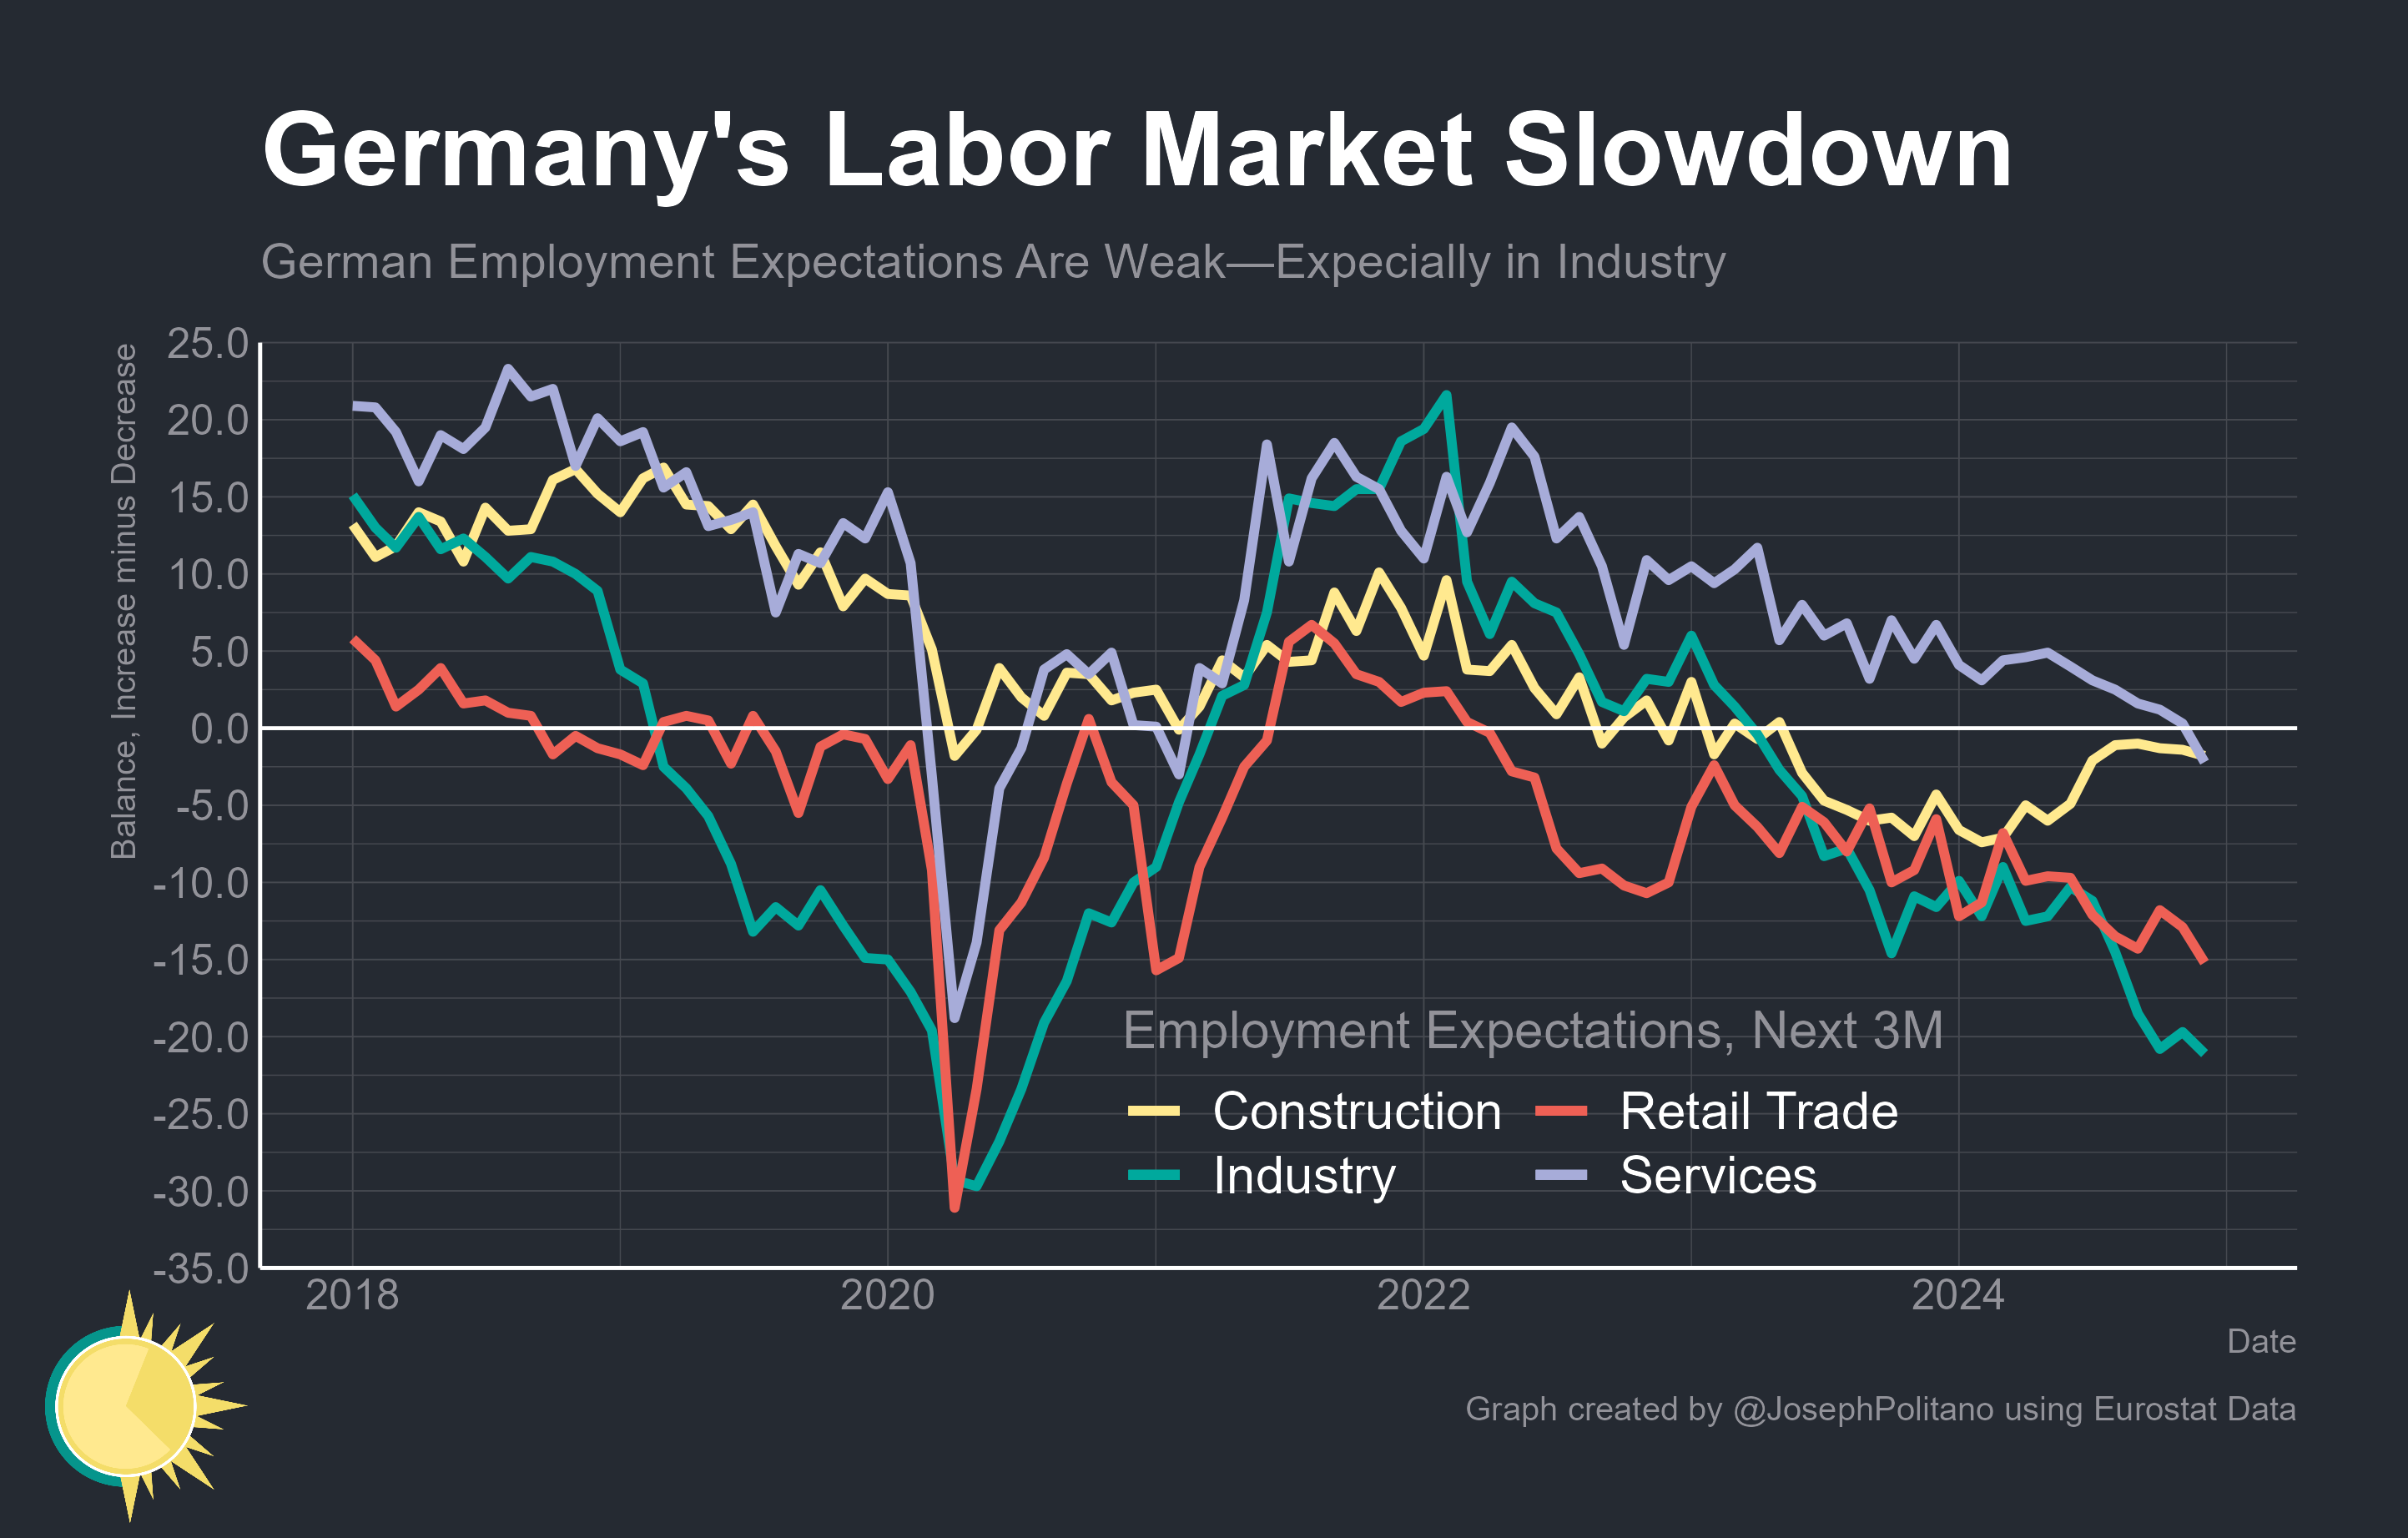 Germany's Labor Market Slowdown
German Employment Expectations Are Weak—Expecially in Industry
Balance, Increase minus Decrease
25.0
20.0
15.0
10.0
5.0
0.0
-5.0
-10.0
-15.0
-20.0
-25.0
-30.0
-35.0
Employment Expectations, Next 3M
Construction
Retail Trade
Industry
Services
2018
2020
2022
2024
Date
Graph created by @JosephPolitano using Eurostat Data